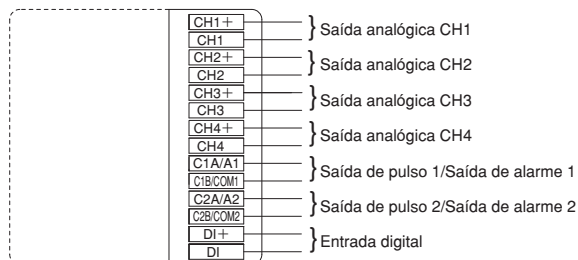 CH1+
CH1
Saída analógica CH1
CH2+
CH2
Saída analógica CH2
CH3+
CH3
Saída analógica CH3
CH4+
CH4
Saída analógica CH4
C1A/A1
C1B/COM1
Saída de pulso 1/Saída de alarme 1
C2A/A2
C2B/COM2
Saída de pulso 2/Saída de alarme 2
DI+
DI
Entrada digital